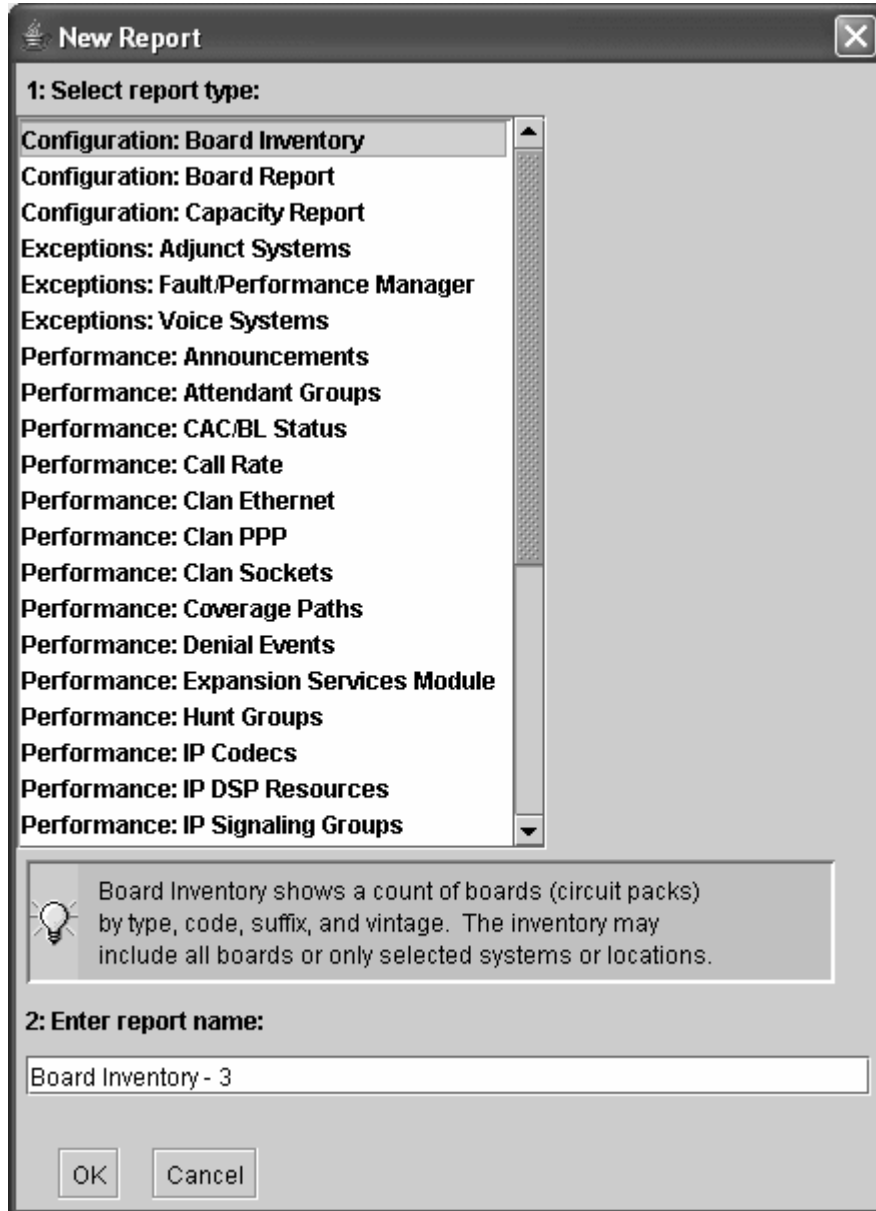 New Report
1: Select report type:
Configuration: Board Inventory
Configuration: Board Report
Configuration: Capacity Report
Exceptions: Adjunct Systems
Exceptions: Fault/Performance Manager
Exceptions: Voice Systems
Performance: Announcements
Performance: Attendant Groups
Performance: CAC/BL Status
Performance: Call Rate
Performance: Clan Ethernet
Performance: Clan PPP
Performance: Clan Sockets
Performance: Coverage Paths
Performance: Denial Events
Performance: Expansion Services Module
Performance: Hunt Groups
Performance: IP Codecs
Performance: IP DSP Resources
Performance: IP Signaling Groups
Board Inventory shows a count of boards (circuit packs)
by type, code, suffix, and vintage. The inventory may
include all boards or only selected systems or locations.
2: Enter report name:
Board Inventory - 3
OK Cancel